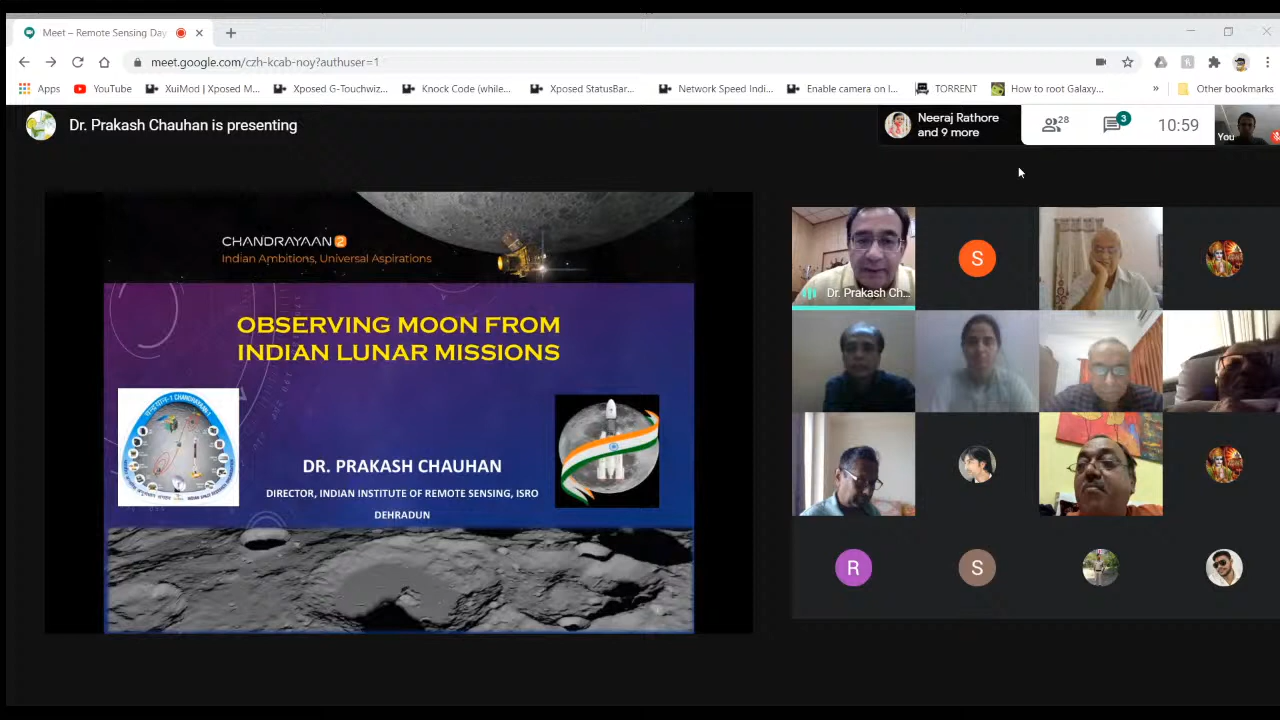 Meet – Remote Sensing Day
meet.google.com/czh-kcab-noy?authuser=1
Apps
YouTube
XuiMod | Xposed M...
Xposed G-Touchwiz...
Knock Code (while...
Xposed StatusBar...
Network Speed Indi...
Enable camera on I...
TORRENT
How to root Galaxy...
»
Other bookmarks
Dr. Prakash Chauhan is presenting
Neeraj Rathore
and 9 more
28
3
10:59
You
CHANDRAYAAN 2
Indian Ambitions, Universal Aspirations
OBSERVING MOON FROM
INDIAN LUNAR MISSIONS
DR. PRAKASH CHAUHAN
DIRECTOR, INDIAN INSTITUTE OF REMOTE SENSING, ISRO
DEHRADUN
Dr. Prakash Ch...
S
R
S